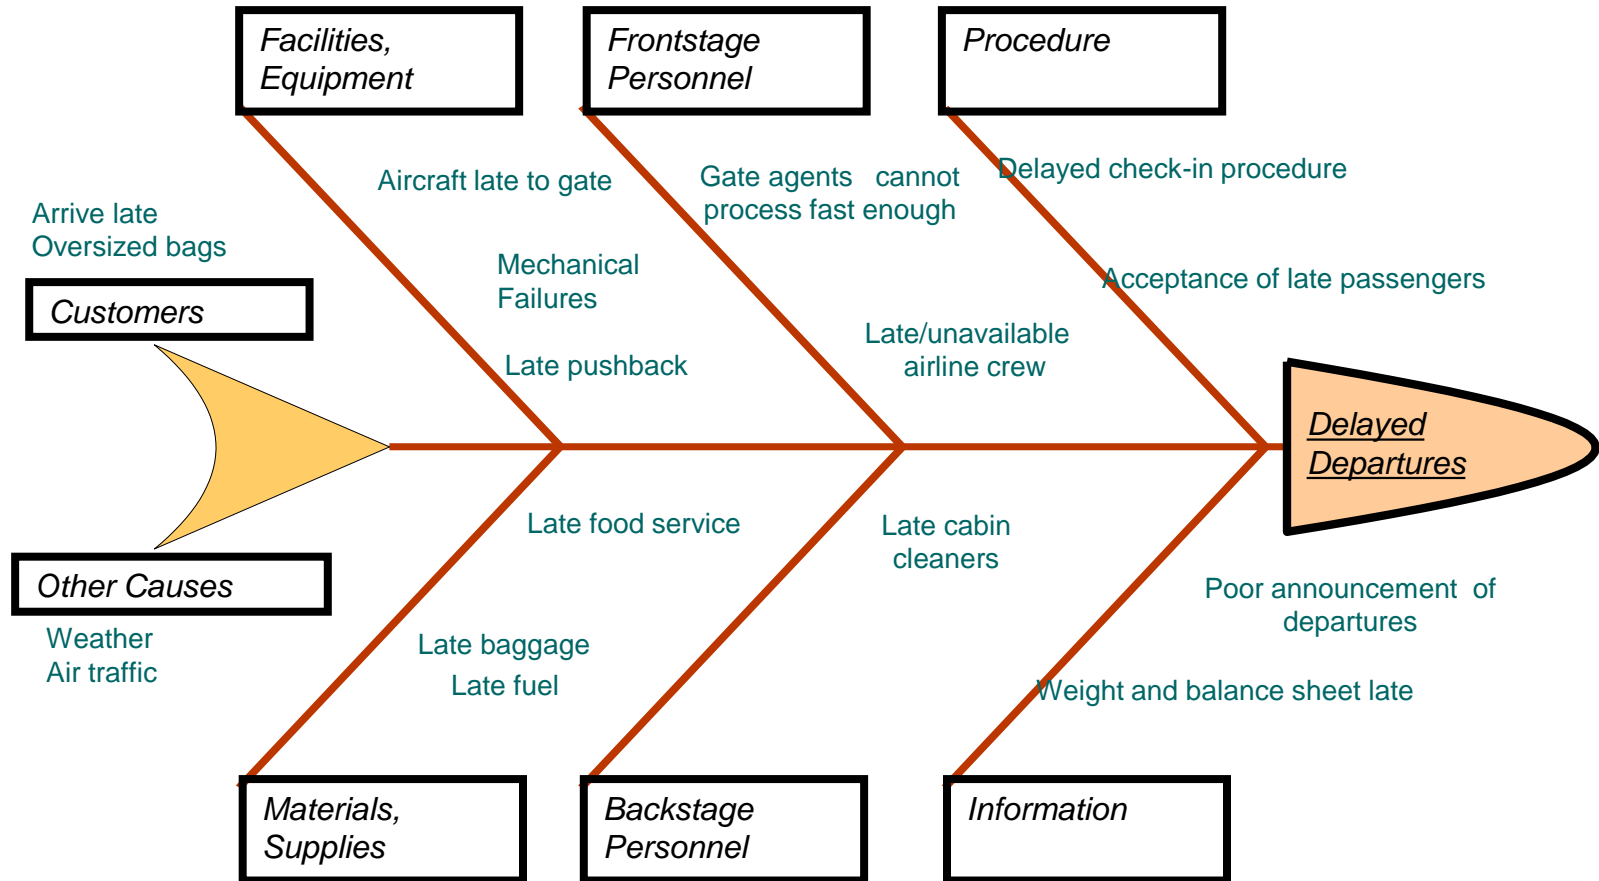 Facilities,
Equipment
Frontstage
Personnel
Procedure
Aircraft late to gate
Gate agents cannot
process fast enough
Delayed check-in procedure
Arrive late
Oversized bags
Customers
Mechanical
Failures
Acceptance of late passengers
Late pushback
Late/unavailable
airline crew
Delayed
Departures
Late food service
Late cabin
cleaners
Other Causes
Weather
Air traffic
Poor announcement of
departures
Late baggage
Late fuel
Weight and balance sheet late
Materials,
Supplies
Backstage
Personnel
Information